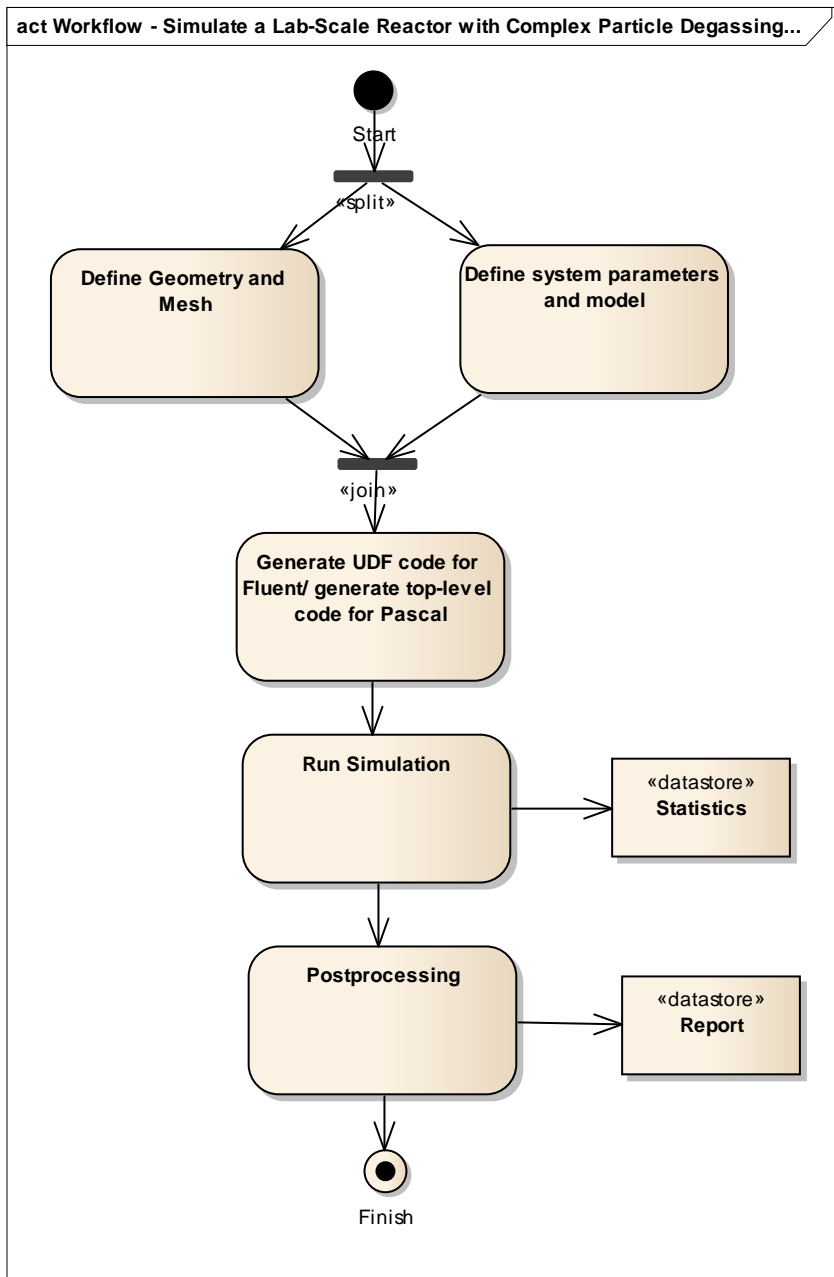 act Workflow - Simulate a Lab-Scale Reactor with Complex Particle Degassing...
Start
«split»
Define Geometry and
Mesh
Define system parameters
and model
«join»
Generate UDF code for
Fluent/ generate top-level
code for Pascal
Run Simulation
«datastore»
Statistics
Postprocessing
«datastore»
Report
Finish